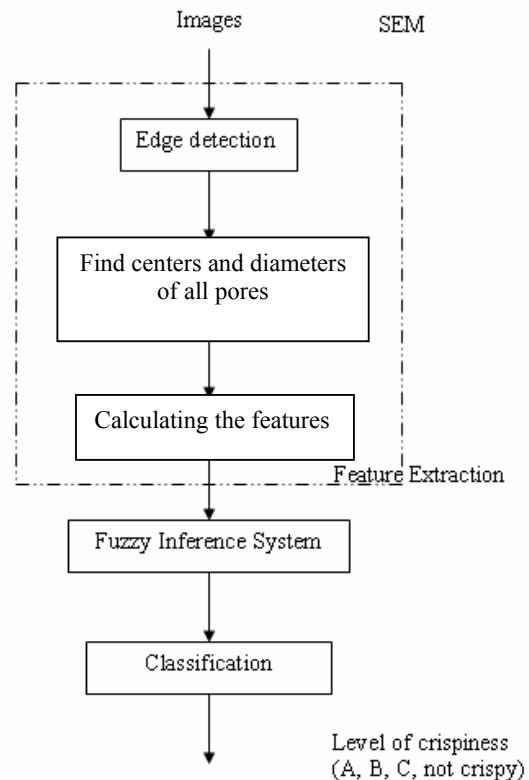 Images
SEM
Edge detection
Find centers and diameters
of all pores
Calculating the features
Feature Extraction
Fuzzy Inference System
Classification
Level of crispiness
(A, B, C, not crispy)